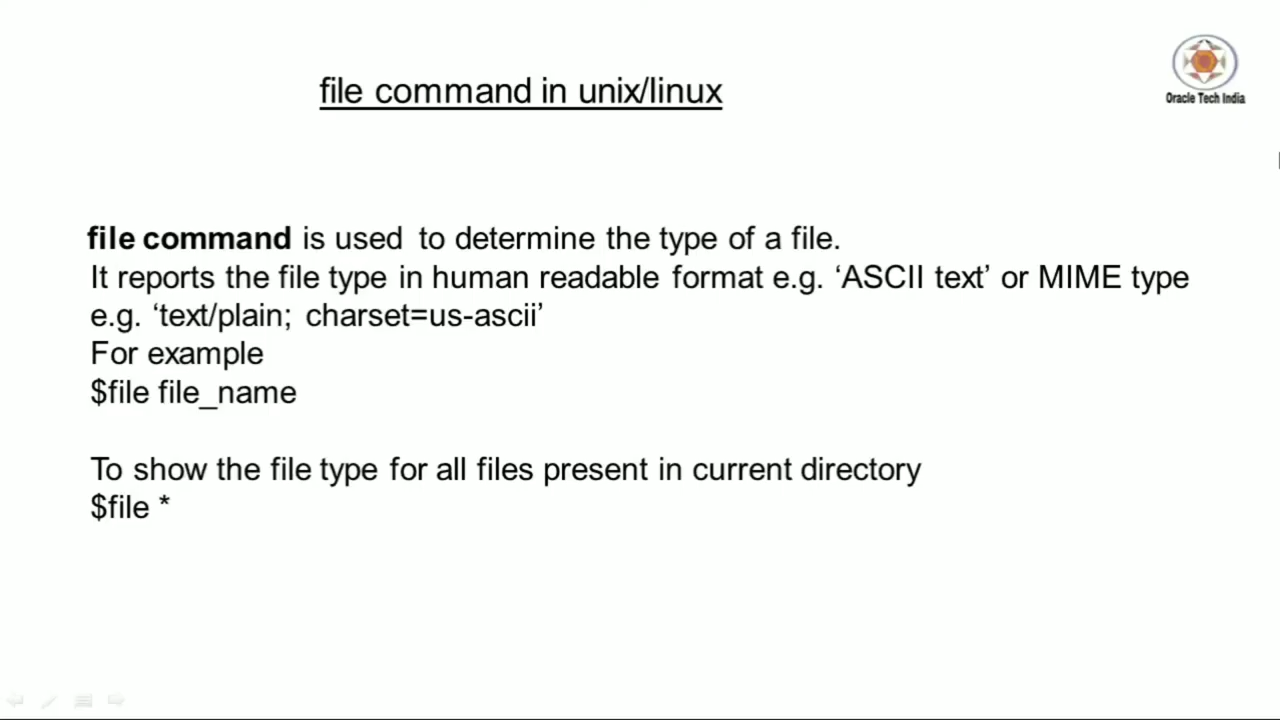 file command in unix/linux
Oracle Tech India
file command is used to determine the type of a file.
It reports the file type in human readable format e.g. ‘ASCII text’ or MIME type
e.g. ‘text/plain; charset=us-ascii’
For example
$file file_name
To show the file type for all files present in current directory
$file *